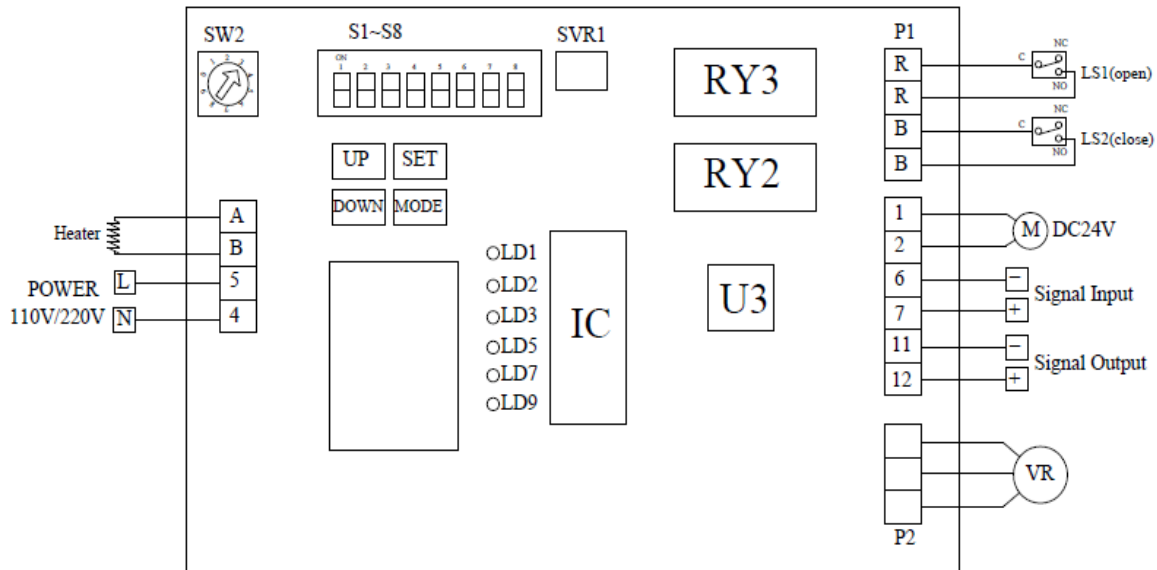 SW2
S1~S8
SVR1
P1
ON
1 2 3 4 5 6 7 8
RY3
R
R
B
B
C
NC
NO
LS1(open)
C
NC
NO
LS2(close)
UP
SET
DOWN
MODE
RY2
Heater
A
B
POWER
110V/220V
L
N
5
4
LD1
LD2
LD3
LD5
LD7
LD9
IC
U3
1
2
6
7
11
12
M
DC24V
−
+
Signal Input
−
+
Signal Output
VR
P2